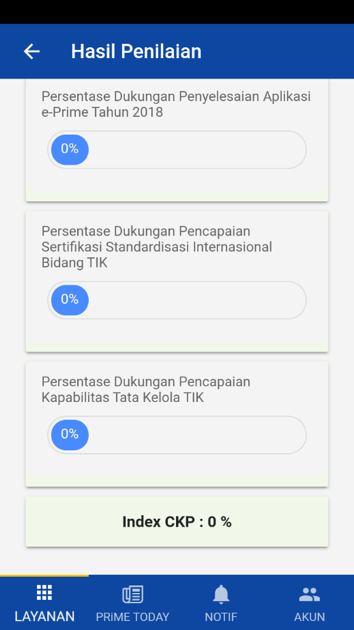 Hasil Penilaian
Persentase Dukungan Penyelesaian Aplikasi
e-Prime Tahun 2018
0%
Persentase Dukungan Pencapaian
Sertifikasi Standardisasi Internasional
Bidang TIK
0%
Persentase Dukungan Pencapaian
Kapabilitas Tata Kelola TIK
0%
Index CKP : 0 %
LAYANAN PRIME TODAY NOTIF AKUN